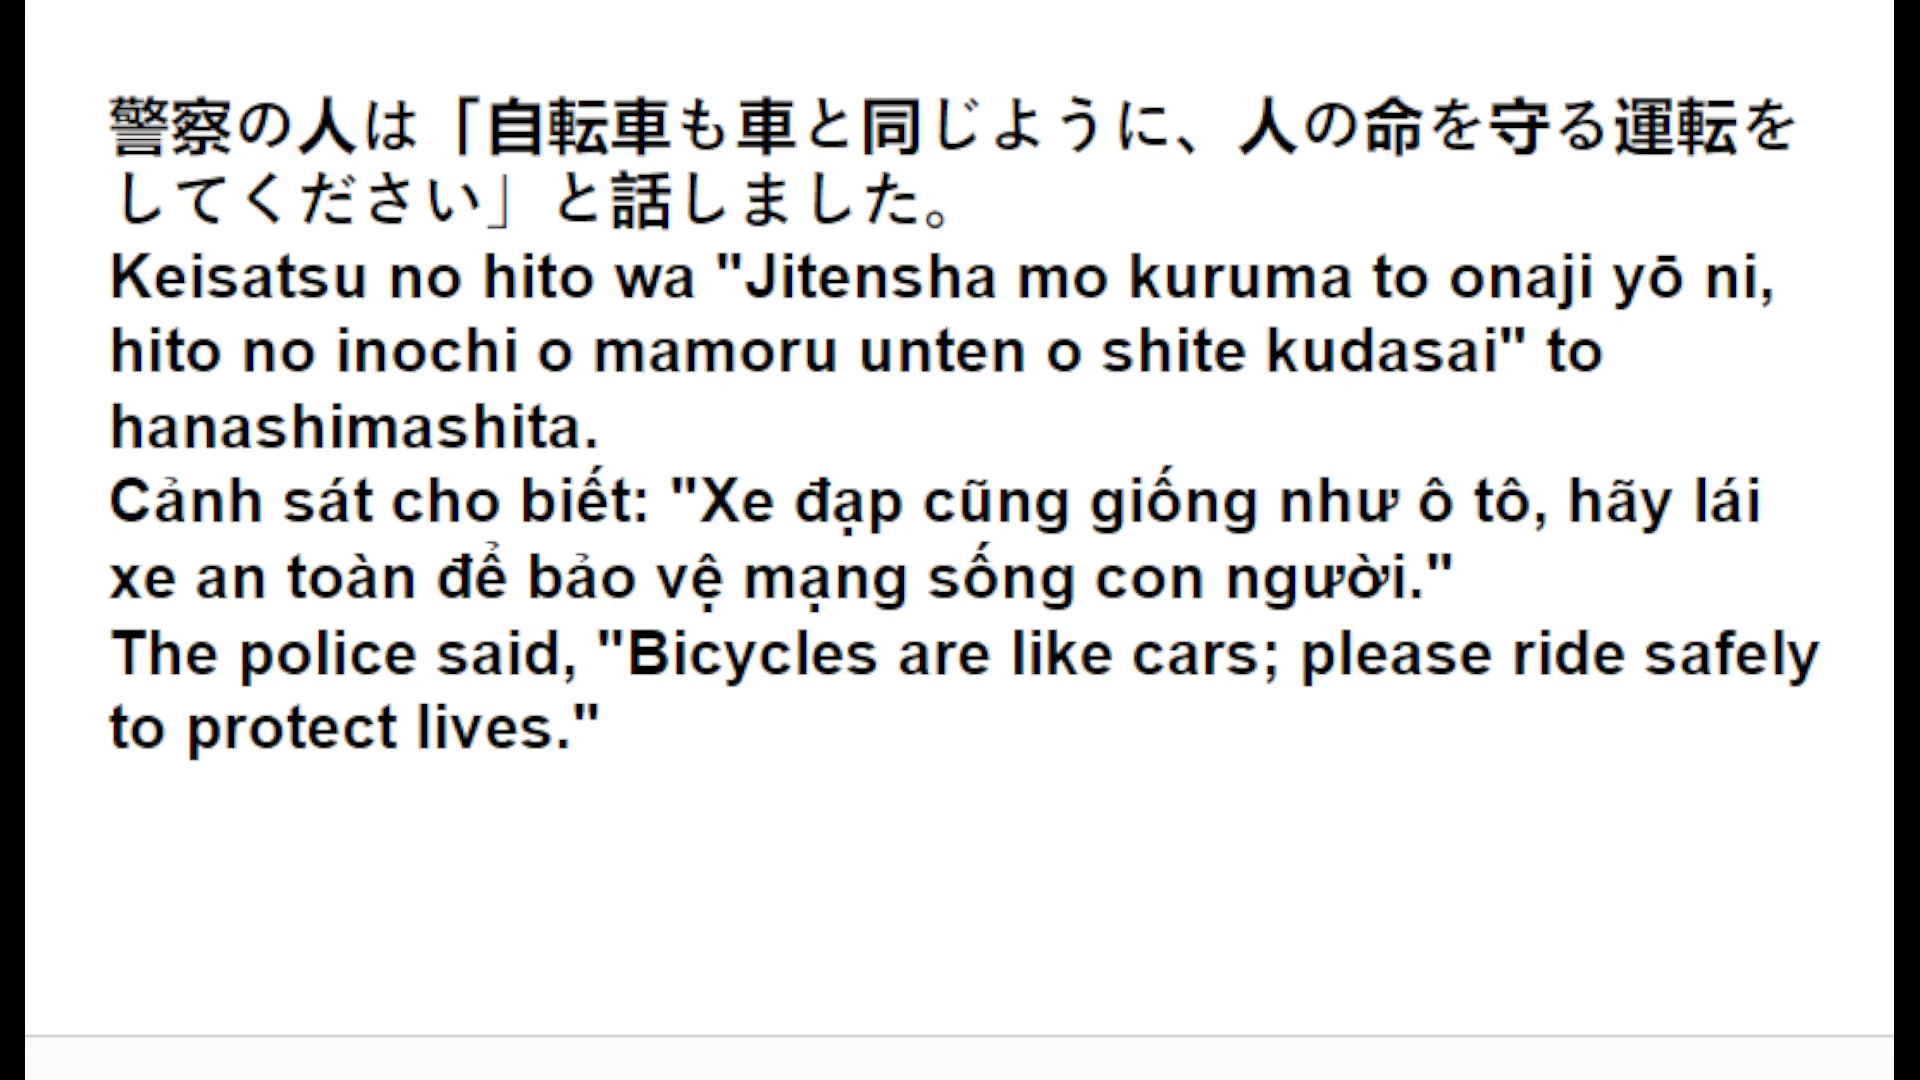 警察の人は「自転車も車と同じように、人の命を守る運転を
してください」と話しました。
Keisatsu no hito wa "Jitensha mo kuruma to onaji yō ni,
hito no inochi o mamoru unten o shite kudasai" to
hanashimashita.
Cảnh sát cho biết: "Xe đạp cũng giống như ô tô, hãy lái
xe an toàn để bảo vệ mạng sống con người."
The police said, "Bicycles are like cars; please ride safely
to protect lives."